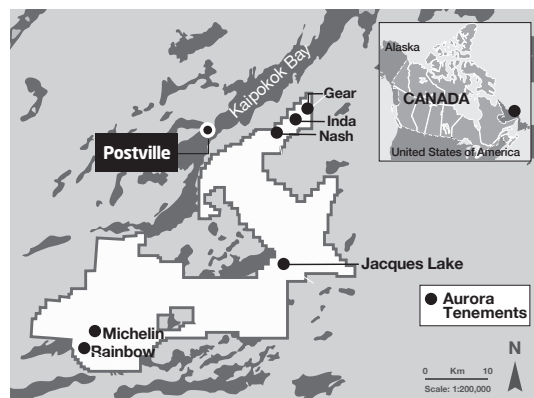 Alaska
CANADA
United States of America
Kaipokok Bay
Gear
Inda
Nash
Postville
Jacques Lake
Michelin
Rainbow
Aurora
Tenements
N
0 Km 10
Scale: 1:200,000